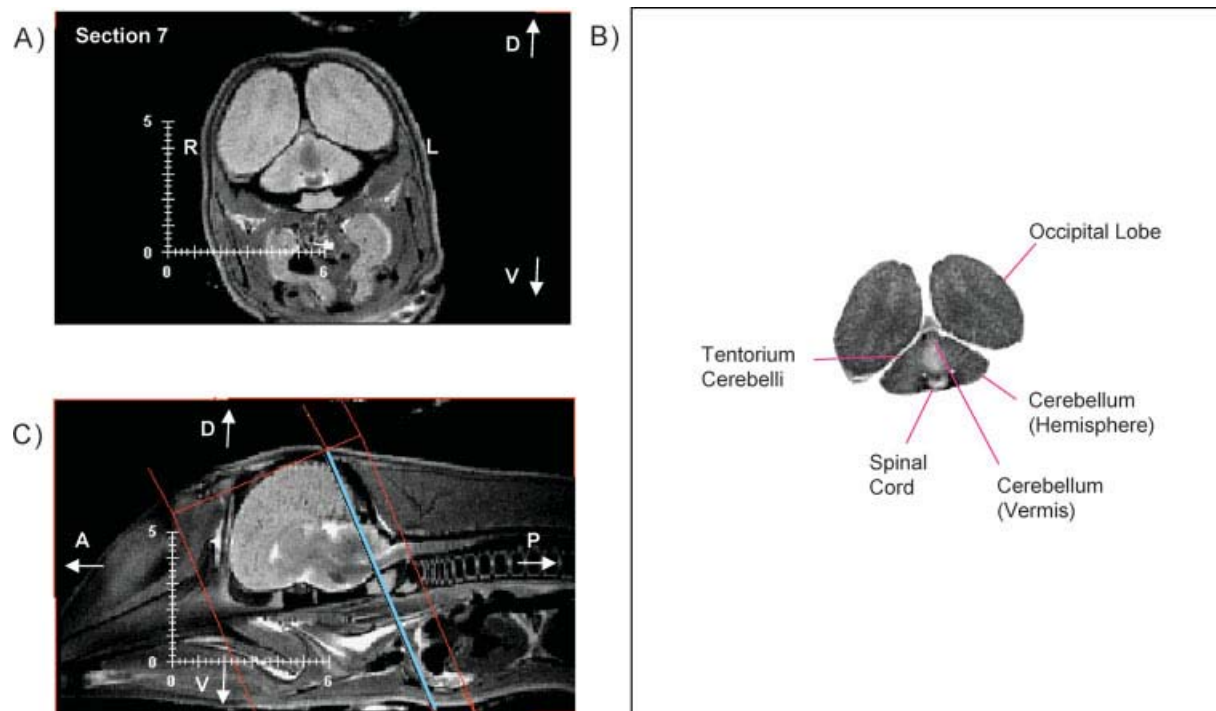 A)
Section 7
D
5
R
L
0
0
6
V
B)
Occipital Lobe
Tentorium
Cerebelli
Cerebellum
(Hemisphere)
Spinal
Cord
Cerebellum
(Vermis)
C)
D
A
5
P
0
0
V
6